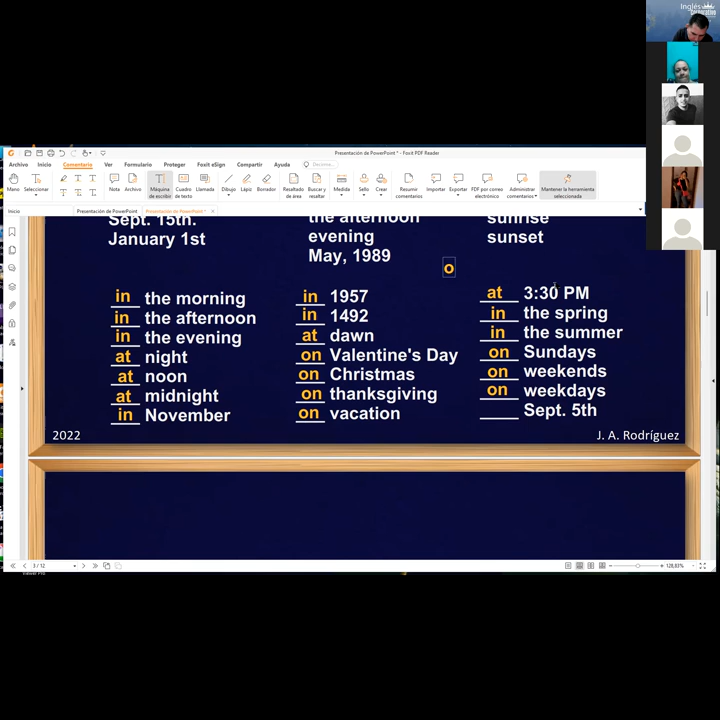 Inglés
Presentación de PowerPoint * - Foxit PDF Reader
Archivo Inicio Comentario Vista Formulario Proteger Foxit eSign Compartir Ayuda
Mano Seleccionar Nota Archivo Máquina de escribir Cuadro de texto Llamada Dibujo Lápiz Borrador Resaltado de área Buscar y resaltar Medida Sello Crear Resumir comentarios Importar Exportar PDF por correo electrónico Administrar comentarios Mantener la herramienta seleccionada
Inicio Presentación de PowerPoint Presentación de PowerPoint *
Sept. 15th.
January 1st
the afternoon
evening
May, 1989
sunrise
sunset
o
in the morning
in the afternoon
in the evening
at night
at noon
at midnight
in November
in 1957
in 1492
at dawn
on Valentine's Day
on Christmas
on thanksgiving
on vacation
at 3:30 PM
in the spring
in the summer
on Sundays
on weekends
on weekdays
____ Sept. 5th
2022
J. A. Rodríguez
3 / 12
128,83%